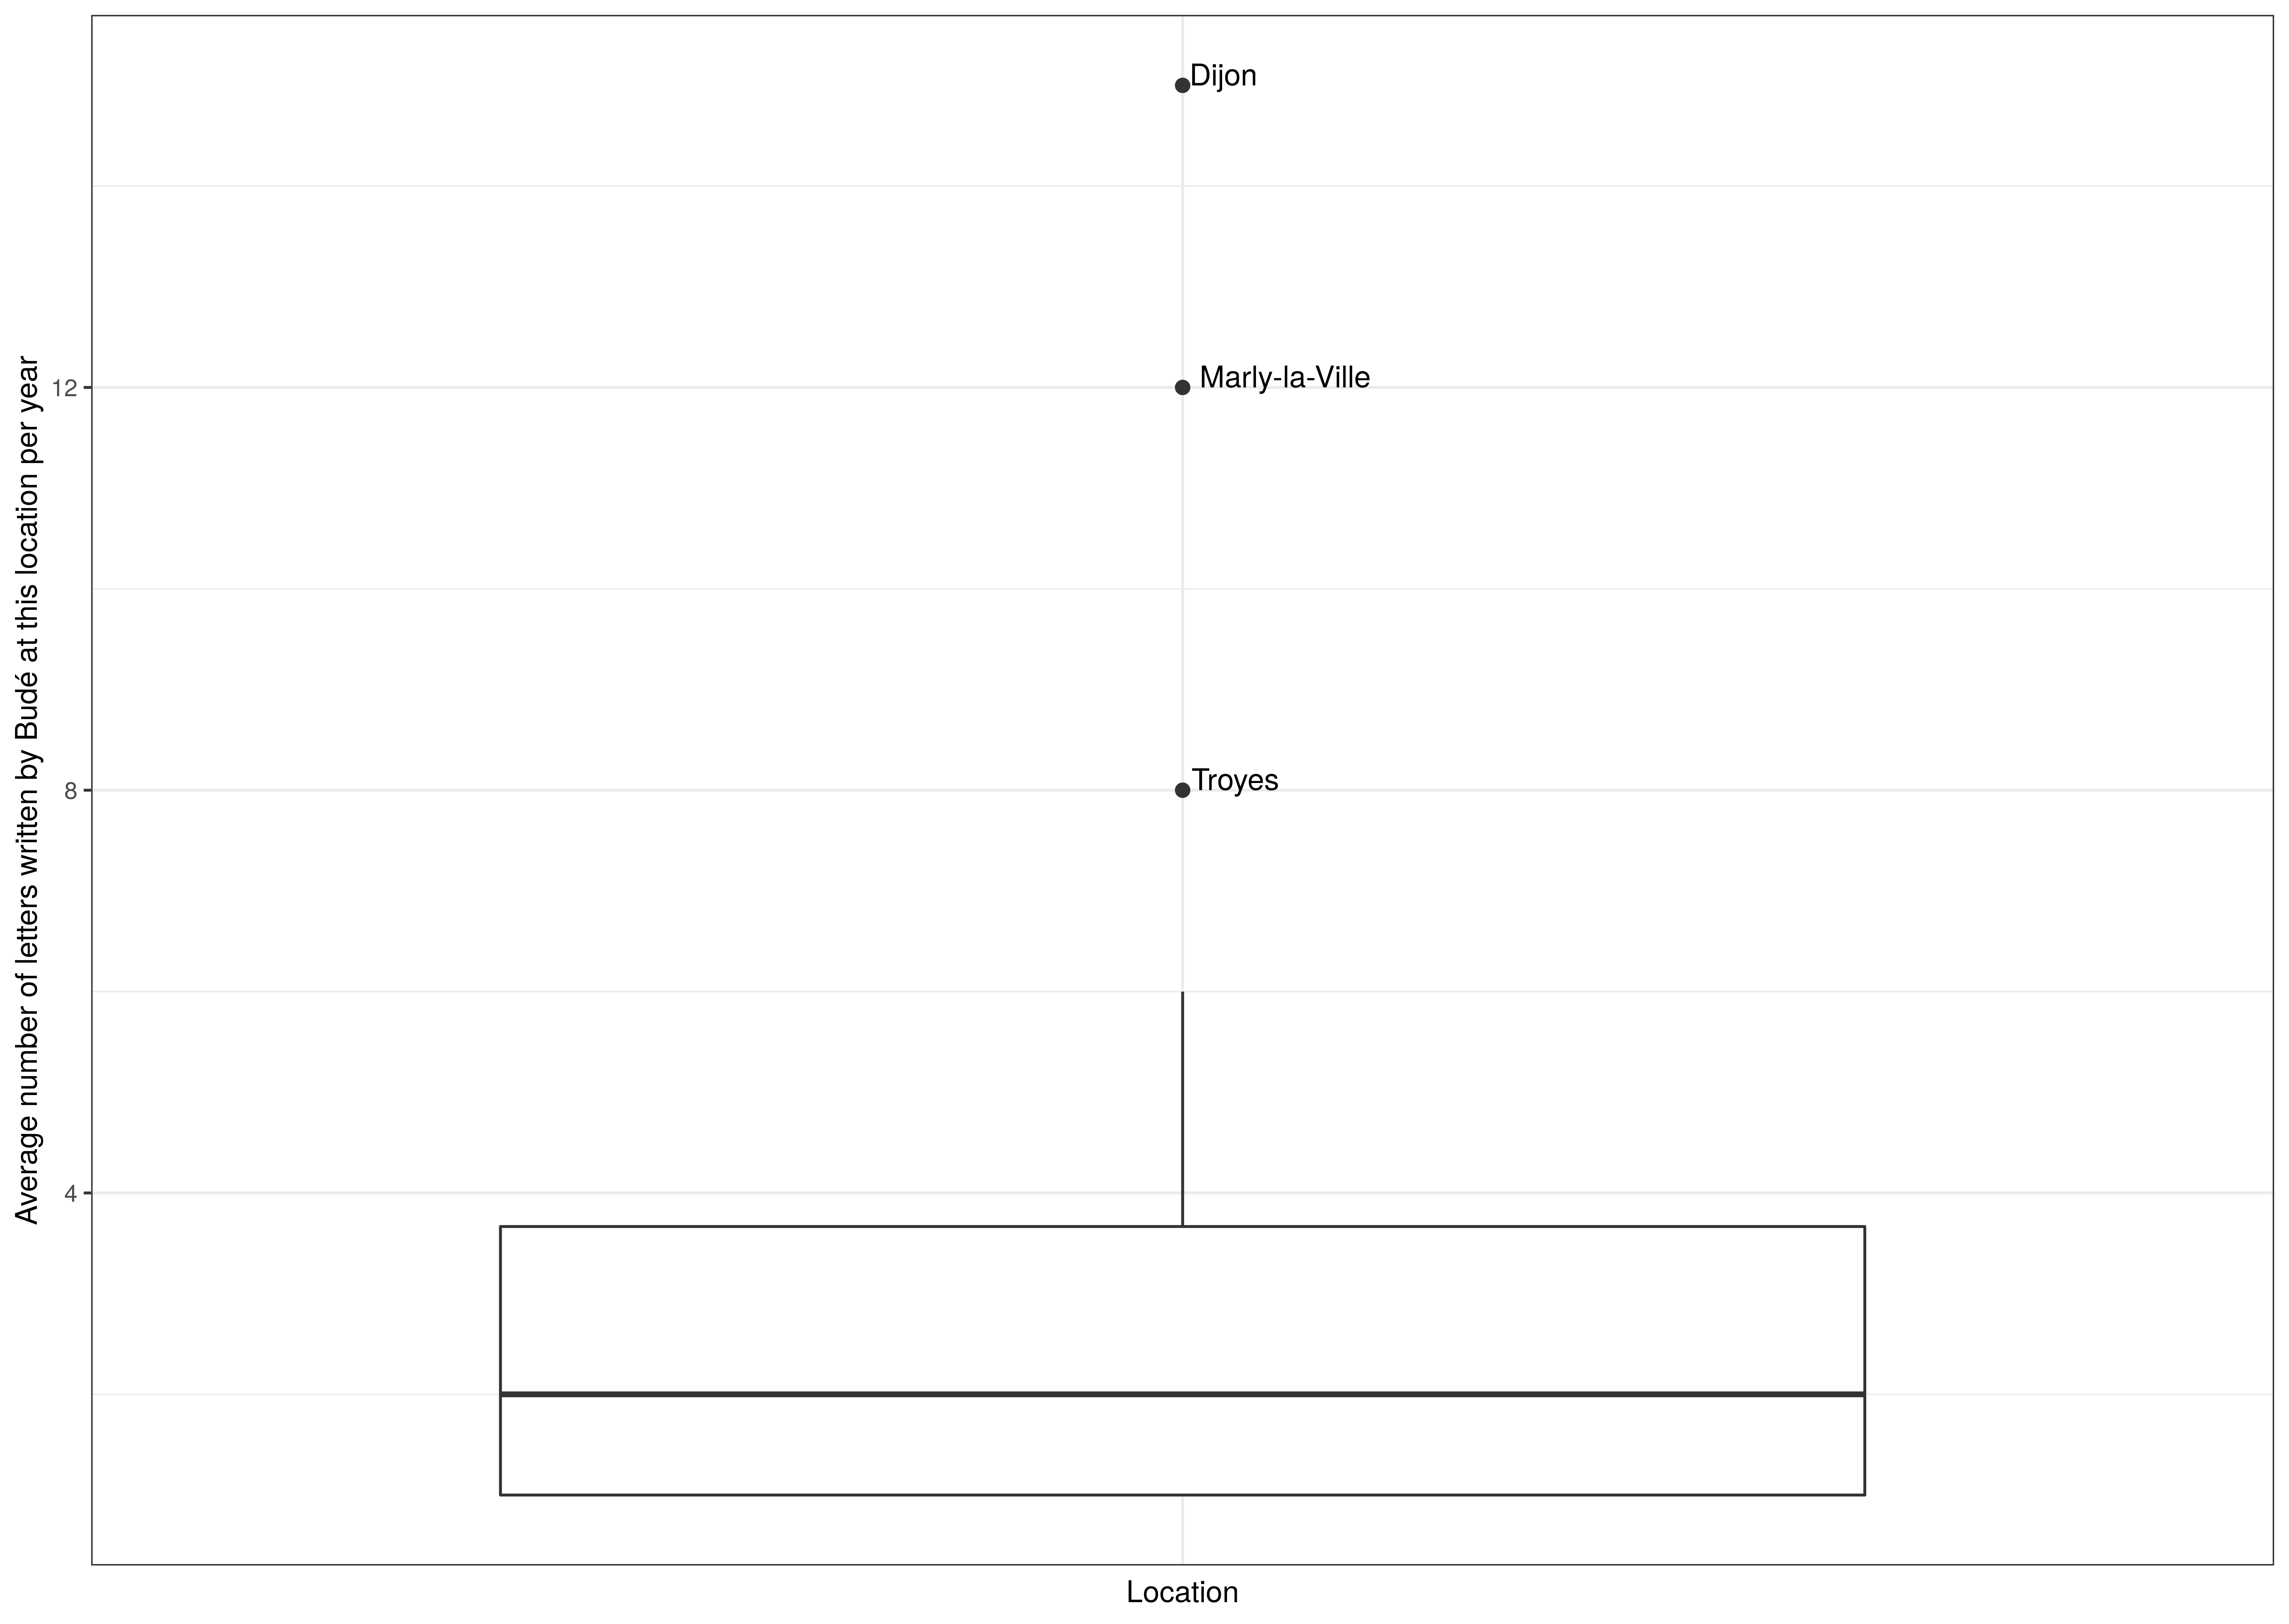 Dijon
Marly-la-Ville
Troyes
12
8
4
Average number of letters written by Budé at this location per year
Location